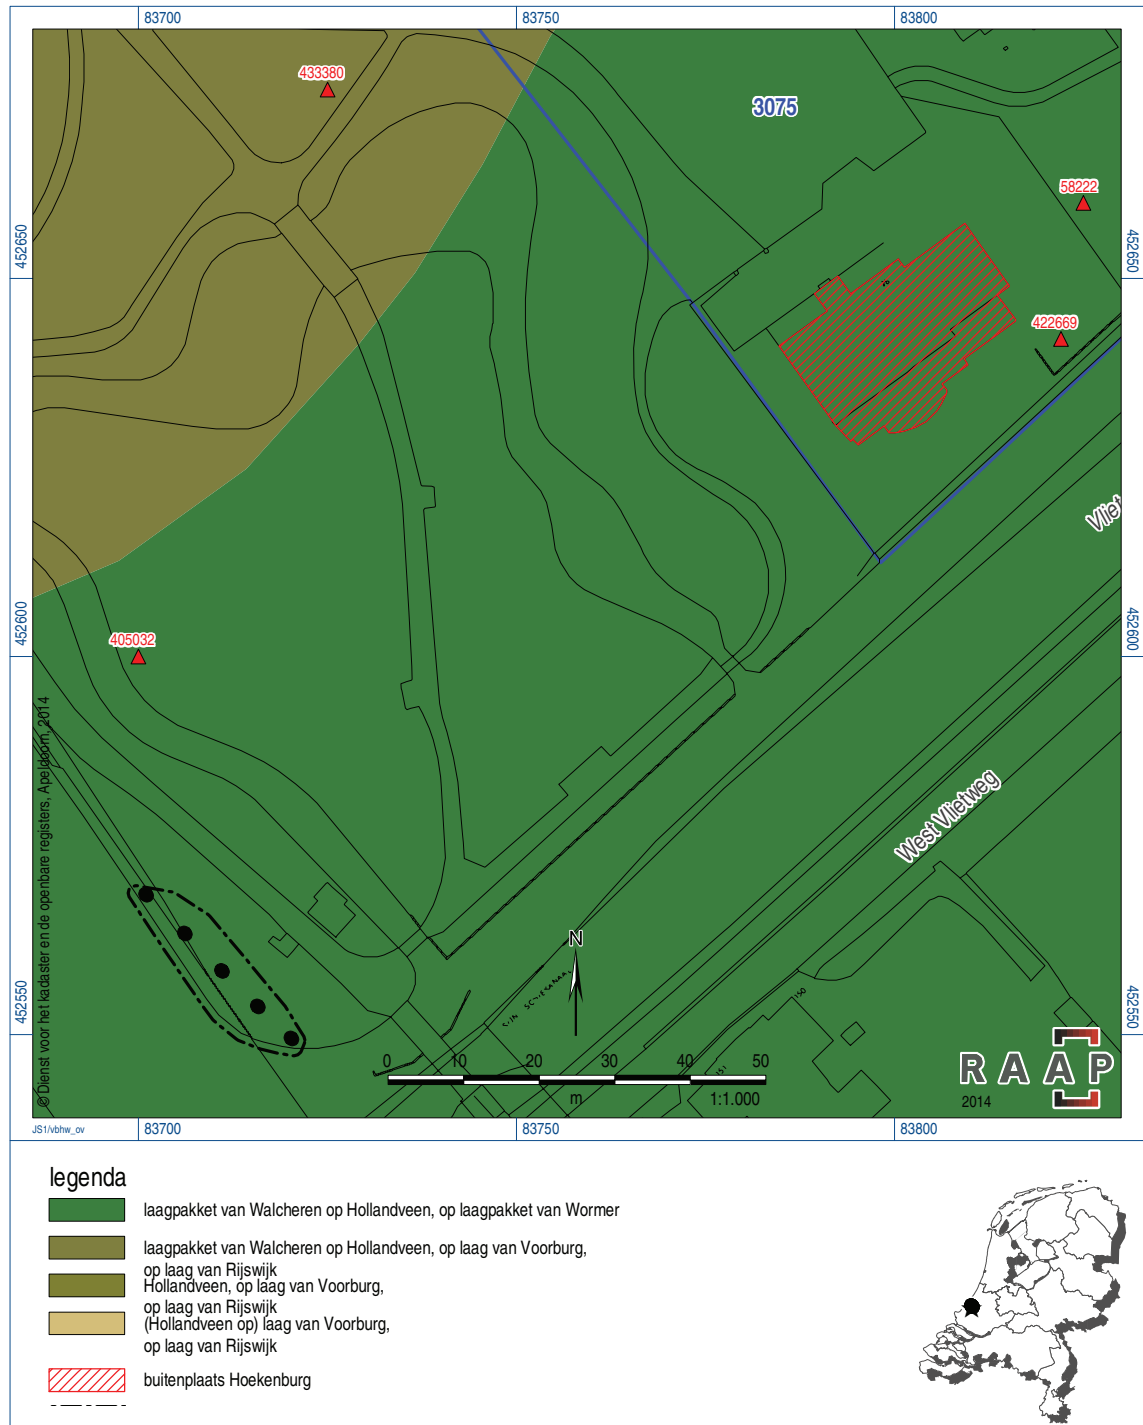 83700
83750
83800
433380
3075
58222
452650
452650
422669
Vliet
452600
452600
405032
West Vlietweg
© Dienst voor het kadaster en de openbare registers, Apeldoorn, 2014
N
150
151
452550
452550
0 10 20 30 40 50
m 1:1.000
RAAP
2014
JS1/vbhw_ov
83700
83750
83800
legenda
laagpakket van Walcheren op Hollandveen, op laagpakket van Wormer
laagpakket van Walcheren op Hollandveen, op laag van Voorburg,
op laag van Rijswijk
Hollandveen, op laag van Voorburg,
op laag van Rijswijk
(Hollandveen op) laag van Voorburg,
op laag van Rijswijk
buitenplaats Hoekenburg